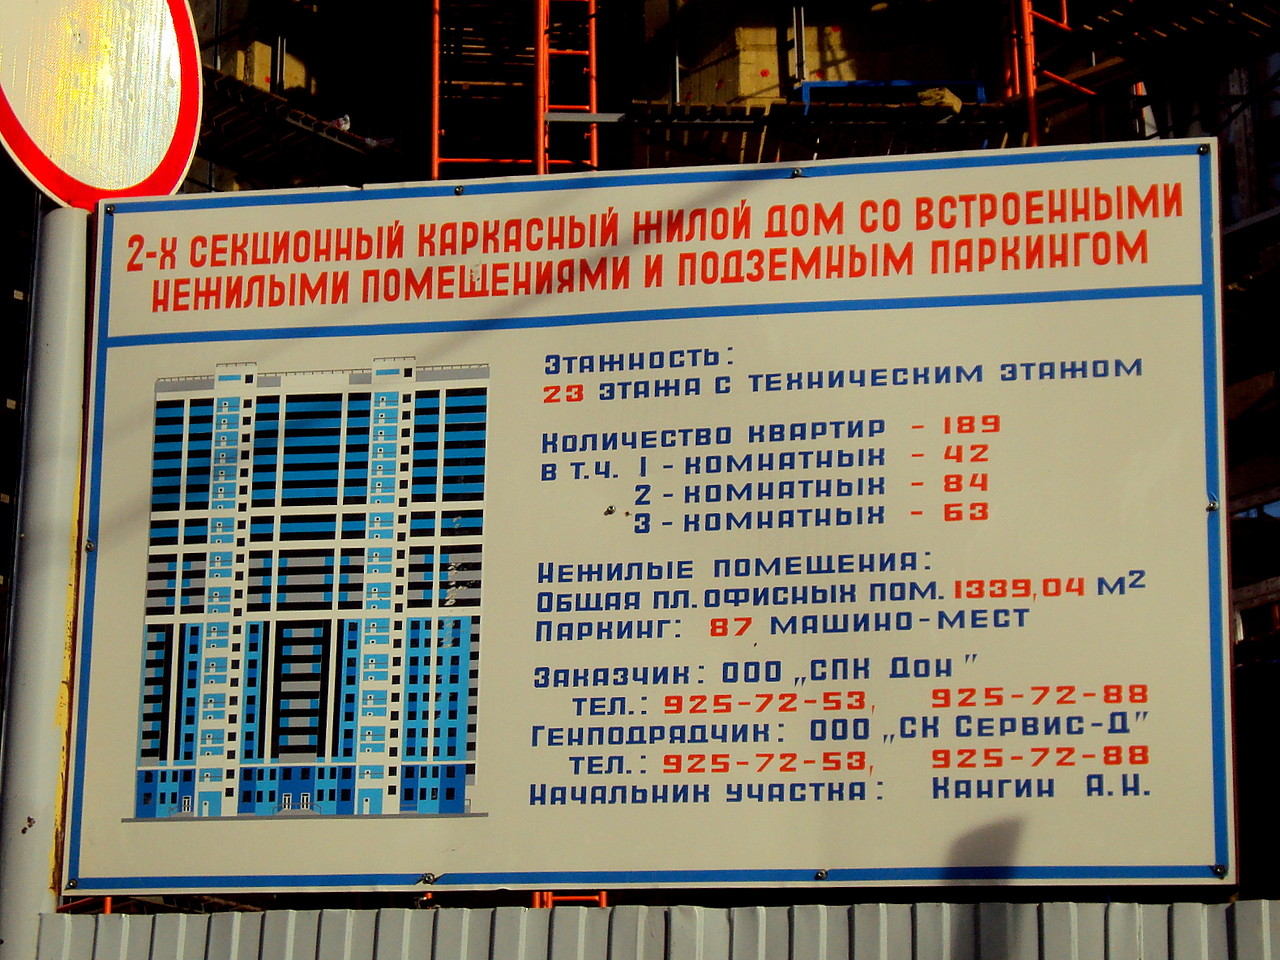 2-Х СЕКЦИОННЫЙ КАРКАСНЫЙ ЖИЛОЙ ДОМ СО ВСТРОЕННЫМИ
НЕЖИЛЫМИ ПОМЕЩЕНИЯМИ И ПОДЗЕМНЫМ ПАРКИНГОМ
ЭТАЖНОСТЬ:
23 ЭТАЖА С ТЕХНИЧЕСКИМ ЭТАЖОМ
КОЛИЧЕСТВО КВАРТИР - 189
В Т.Ч. 1 - КОМНАТНЫХ - 42
2 - КОМНАТНЫХ - 84
3 - КОМНАТНЫХ - 63
НЕЖИЛЫЕ ПОМЕЩЕНИЯ:
ОБЩАЯ ПЛ. ОФИСНЫХ ПОМ. 1339,04 М²
ПАРКИНГ: 87 МАШИНО-МЕСТ
ЗАКАЗЧИК: ООО „СПК ДОН"
ТЕЛ.: 925-72-53, 925-72-88
ГЕНПОДРАДЧИК: ООО „СК СЕРВИС-Д"
ТЕЛ.: 925-72-53, 925-72-88
НАЧАЛЬНИК УЧАСТКА: КАНГИН А.Н.